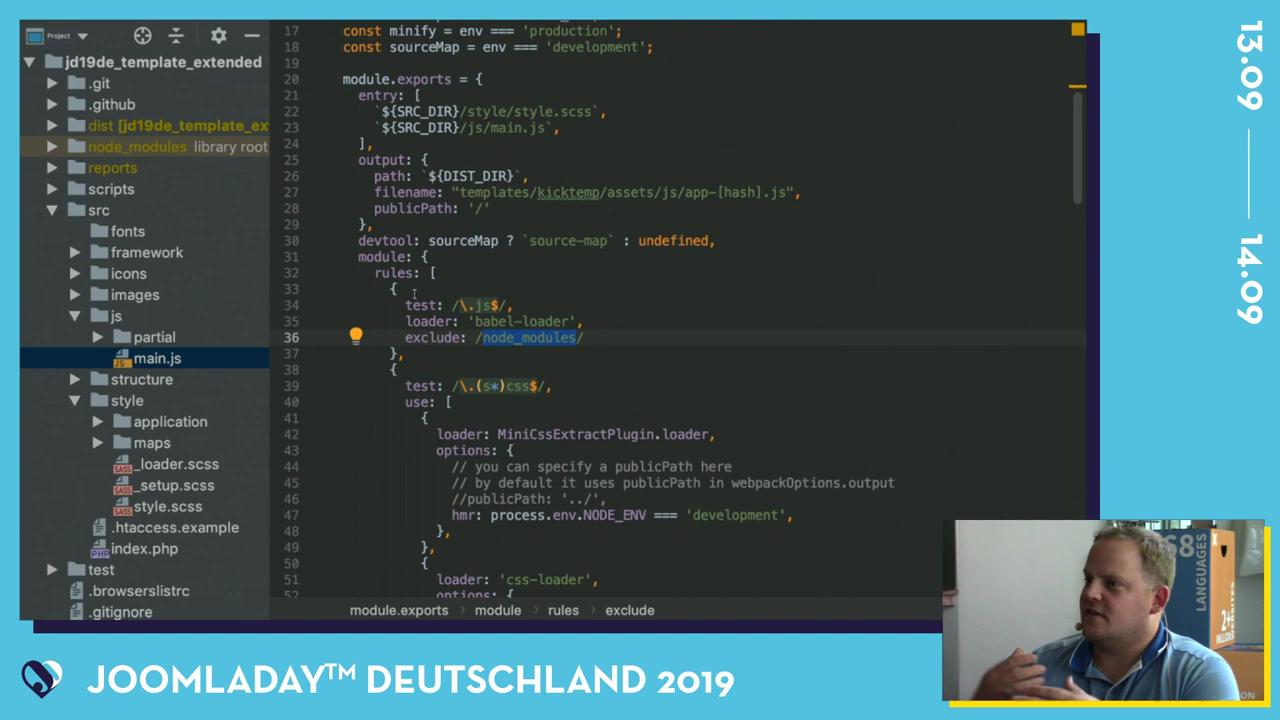 Project
jd19de_template_extended
.git
.github
dist [jd19de_template_ex
node_modules library root
reports
scripts
src
fonts
framework
icons
images
js
partial
main.js
structure
style
application
maps
_loader.scss
_setup.scss
style.scss
.htaccess.example
index.php
test
.browserslistrc
.gitignore
17 const minify = env === 'production';
18 const sourceMap = env === 'development';
19
20 module.exports = {
21 entry: [
22 `${SRC_DIR}/style/style.scss`,
23 `${SRC_DIR}/js/main.js`,
24 ],
25 output: {
26 path: `${DIST_DIR}`,
27 filename: "templates/kicktemp/assets/js/app-[hash].js",
28 publicPath: '/'
29 },
30 devtool: sourceMap ? `source-map` : undefined,
31 module: {
32 rules: [
33 {
34 test: /\.js$/,
35 loader: 'babel-loader',
36 exclude: /node_modules/
37 },
38 {
39 test: /\.(s*)css$/,
40 use: [
41 {
42 loader: MiniCssExtractPlugin.loader,
43 options: {
44 // you can specify a publicPath here
45 // by default it uses publicPath in webpackOptions.output
46 //publicPath: '../',
47 hmr: process.env.NODE_ENV === 'development',
48 },
49 },
50 {
51 loader: 'css-loader',
52 options: {
module.exports > module > rules > exclude
13.09
14.09
LANGUAGES
2+
JOOMLADAY™ DEUTSCHLAND 2019